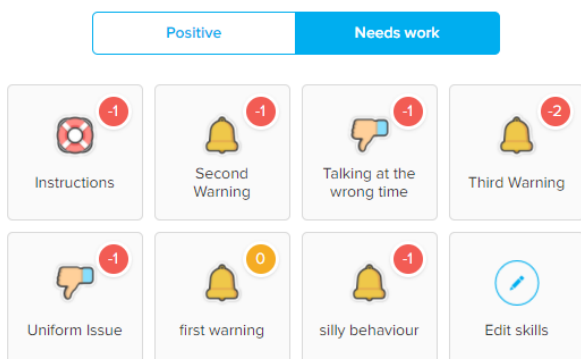 Positive
Needs work
-1
Instructions
-1
Second
Warning
-1
Talking at the
wrong time
-2
Third Warning
-1
Uniform Issue
0
first warning
-1
silly behaviour
Edit skills